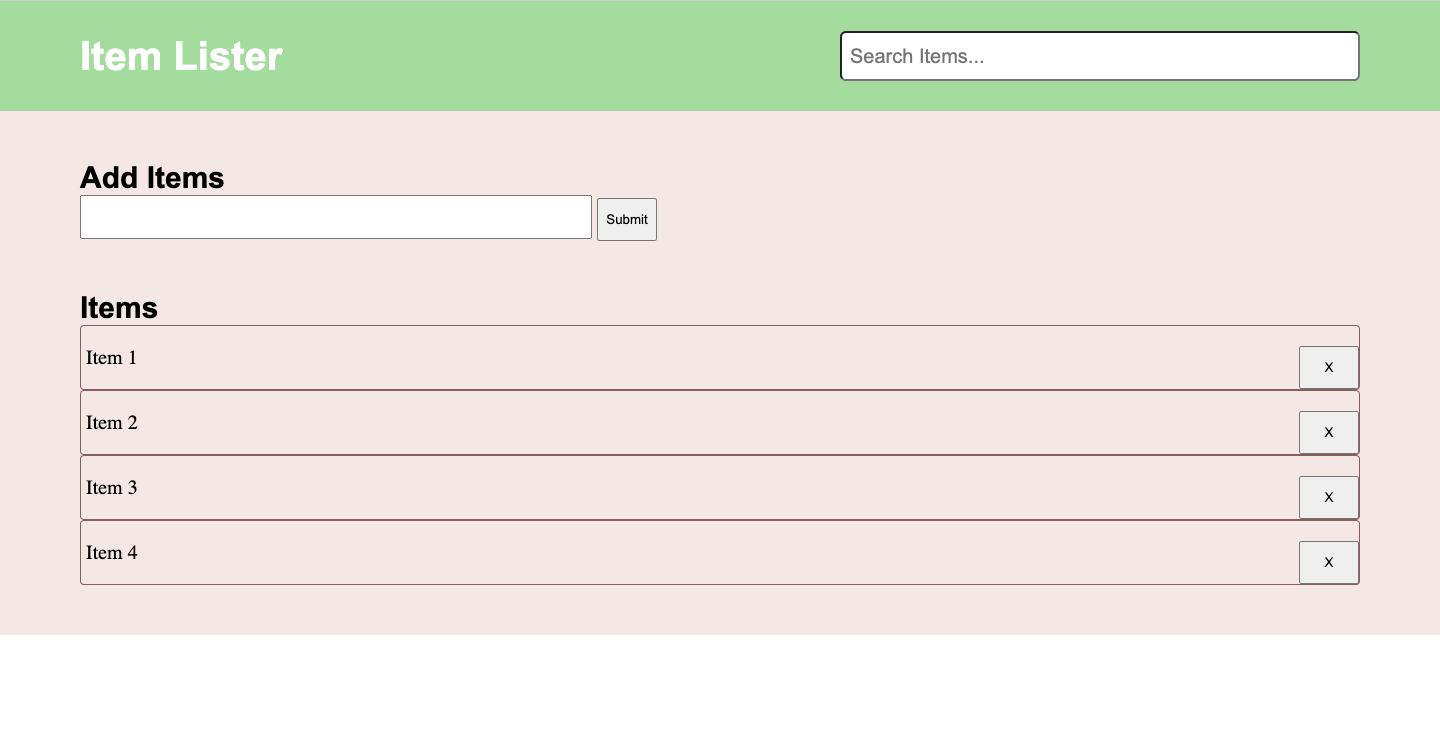 Item Lister
Search Items...
Add Items
Submit
Items
Item 1
X
Item 2
X
Item 3
X
Item 4
X